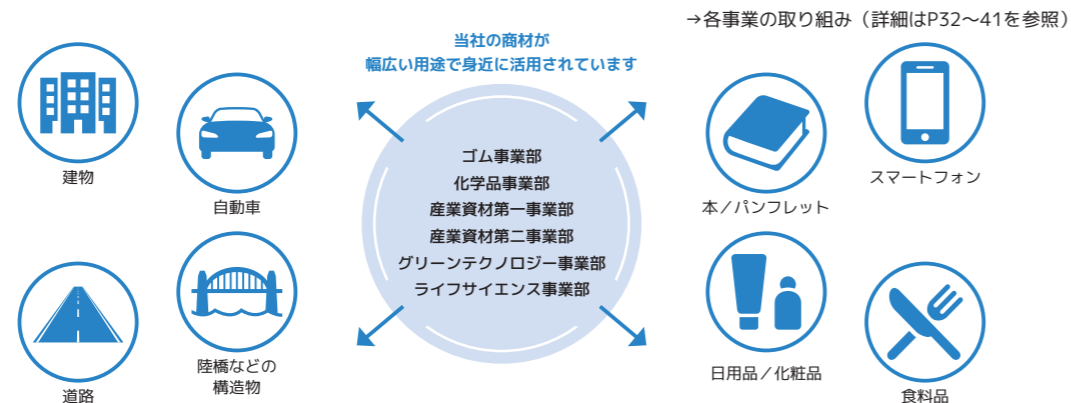 →各事業の取り組み（詳細はP32～41を参照）
当社の商材が
幅広い用途で身近に活用されています
建物
自動車
道路
陸橋などの
構造物
ゴム事業部
化学品事業部
産業資材第一事業部
産業資材第二事業部
グリーンテクノロジー事業部
ライフサイエンス事業部
本／パンフレット
スマートフォン
日用品／化粧品
食料品